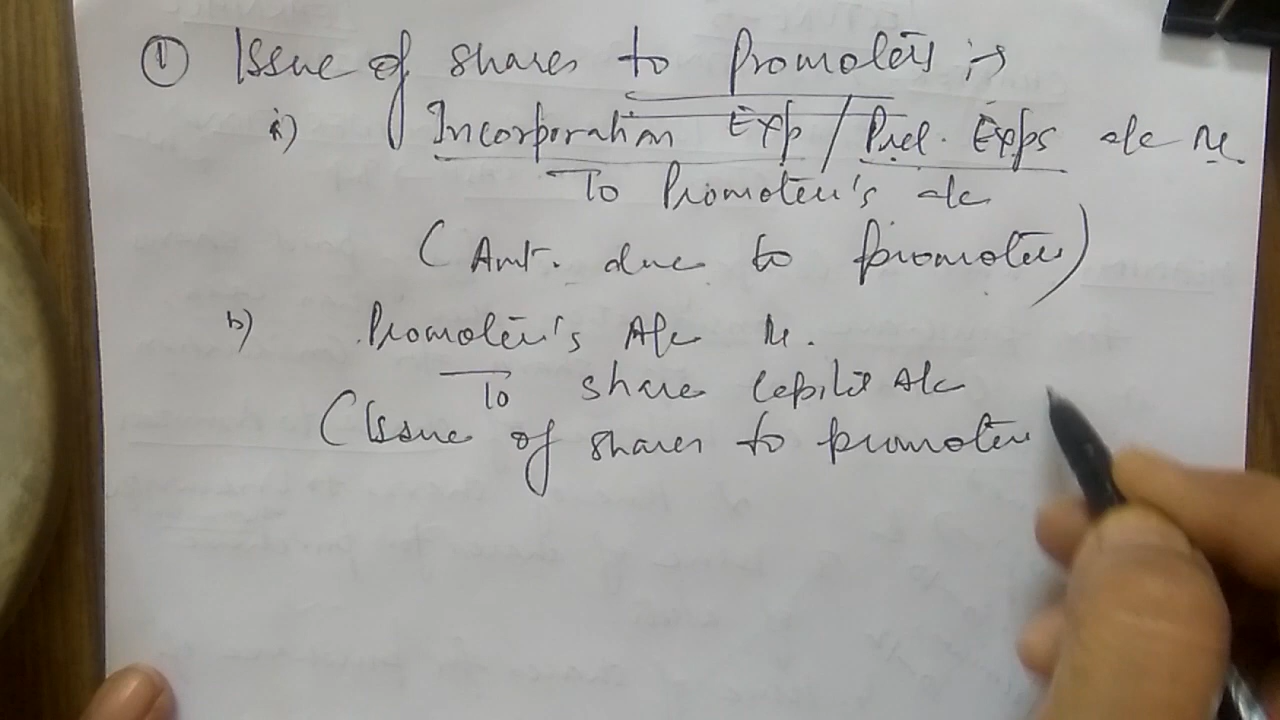 ① Issue of shares to Promoters :-
a) Incorporation Exp / Prel. Exps a/c Dr.
To Promoter's a/c
( Amt. due to promoters )
b) Promoter's A/c Dr.
To share Capital A/c
( Issue of shares to promoters